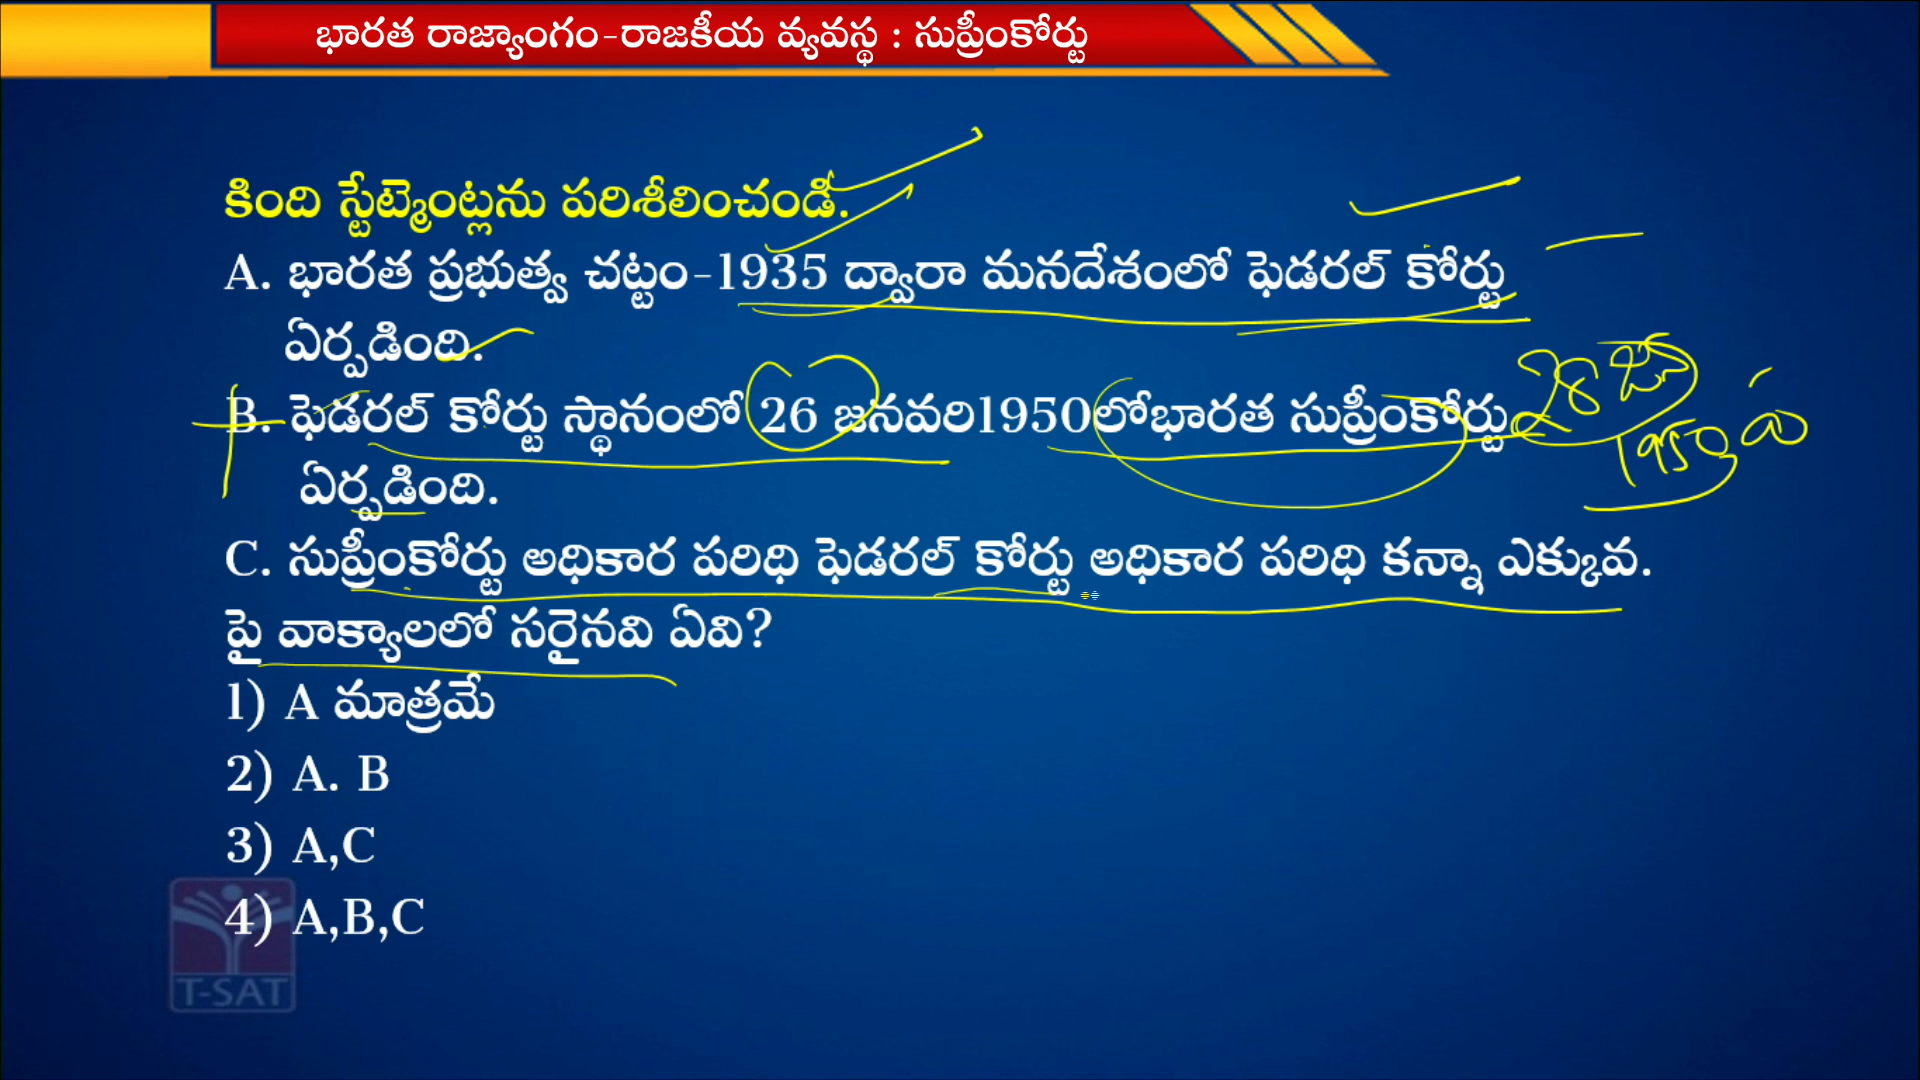 భారత రాజ్యాంగం-రాజకీయ వ్యవస్థ : సుప్రీంకోర్టు
కింది స్టేట్మెంట్లను పరిశీలించండి.
A. భారత ప్రభుత్వ చట్టం-1935 ద్వారా మనదేశంలో ఫెడరల్ కోర్టు
ఏర్పడింది.
B. ఫెడరల్ కోర్టు స్థానంలో 26 జనవరి1950లోభారత సుప్రీంకోర్టు
28 జన
1950
ఏర్పడింది.
C. సుప్రీంకోర్టు అధికార పరిధి ఫెడరల్ కోర్టు అధికార పరిధి కన్నా ఎక్కువ.
పై వాక్యాలలో సరైనవి ఏవి?
1) A మాత్రమే
2) A. B
3) A,C
4) A,B,C
T-SAT